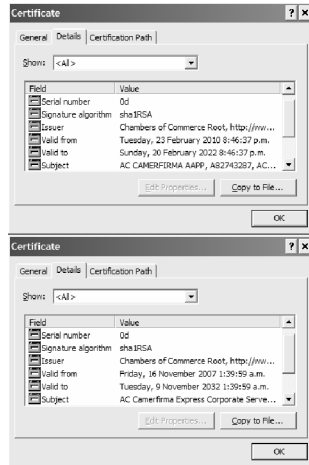 Certificate
General Details Certification Path
Show: <All>
Field Value
Serial number 0d
Signature algorithm sha1RSA
Issuer Chambers of Commerce Root, http://ww...
Valid from Tuesday, 23 February 2010 8:46:37 p.m.
Valid to Sunday, 20 February 2022 8:46:37 p.m.
Subject AC CAMERFIRMA AAPP, A82743287, AC...
Edit Properties... Copy to File...
OK
Certificate
General Details Certification Path
Show: <All>
Field Value
Serial number 0d
Signature algorithm sha1RSA
Issuer Chambers of Commerce Root, http://ww...
Valid from Friday, 16 November 2007 1:39:59 a.m.
Valid to Tuesday, 9 November 2032 1:39:59 a.m.
Subject AC Camerfirma Express Corporate Serve...
Edit Properties... Copy to File...
OK